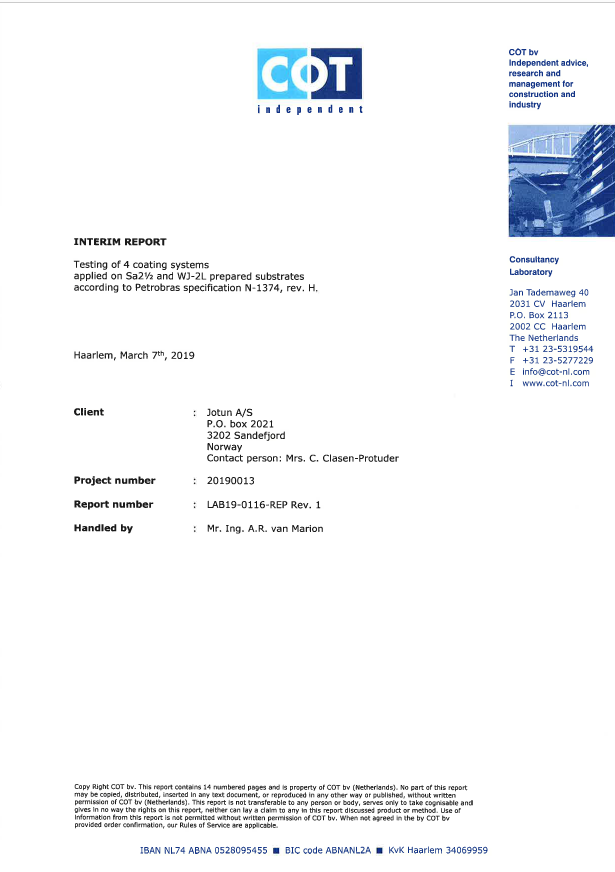 COT
independent
COT bv
Independent advice,
research and
management for
construction and
industry
INTERIM REPORT
Testing of 4 coating systems
applied on Sa2½ and WJ-2L prepared substrates
according to Petrobras specification N-1374, rev. H.
Consultancy
Laboratory
Jan Tademaweg 40
2031 CV Haarlem
P.O. Box 2113
2002 CC Haarlem
The Netherlands
T +31 23-5319544
F +31 23-5277229
E info@cot-nl.com
I www.cot-nl.com
Haarlem, March 7th, 2019
Client : Jotun A/S
P.O. box 2021
3202 Sandefjord
Norway
Contact person: Mrs. C. Clasen-Protuder
Project number : 20190013
Report number : LAB19-0116-REP Rev. 1
Handled by : Mr. Ing. A.R. van Marion
Copy Right COT bv. This report contains 14 numbered pages and is property of COT bv (Netherlands). No part of this report
may be copied, distributed, inserted in any text document, or reproduced in any other way or published, without written
permission of COT bv (Netherlands). This report is not transferable to any person or body, serves only to take cognisable and
gives in no way the rights on this report, neither can lay a claim to any in this report discussed product or method. Use of
information from this report is not permitted without written permission of COT bv. When not agreed in the by COT bv
provided order confirmation, our Rules of Service are applicable.
IBAN NL74 ABNA 0528095455 ■ BIC code ABNANL2A ■ KvK Haarlem 34069959